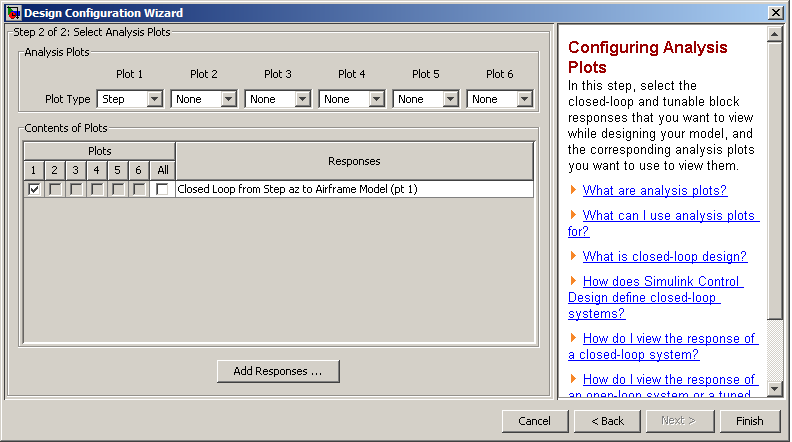 Design Configuration Wizard
Step 2 of 2: Select Analysis Plots
Analysis Plots
Plot 1 Plot 2 Plot 3 Plot 4 Plot 5 Plot 6
Plot Type Step None None None None None
Contents of Plots
Plots Responses
1 2 3 4 5 6 All
Closed Loop from Step az to Airframe Model (pt 1)
Add Responses ...
Configuring Analysis
Plots
In this step, select the
closed-loop and tunable block
responses that you want to view
while designing your model, and
the corresponding analysis plots
you want to use to view them.
What are analysis plots?
What can I use analysis plots
for?
What is closed-loop design?
How does Simulink Control
Design define closed-loop
systems?
How do I view the response of
a closed-loop system?
How do I view the response of
an open-loop system or a tuned
Cancel < Back Next > Finish